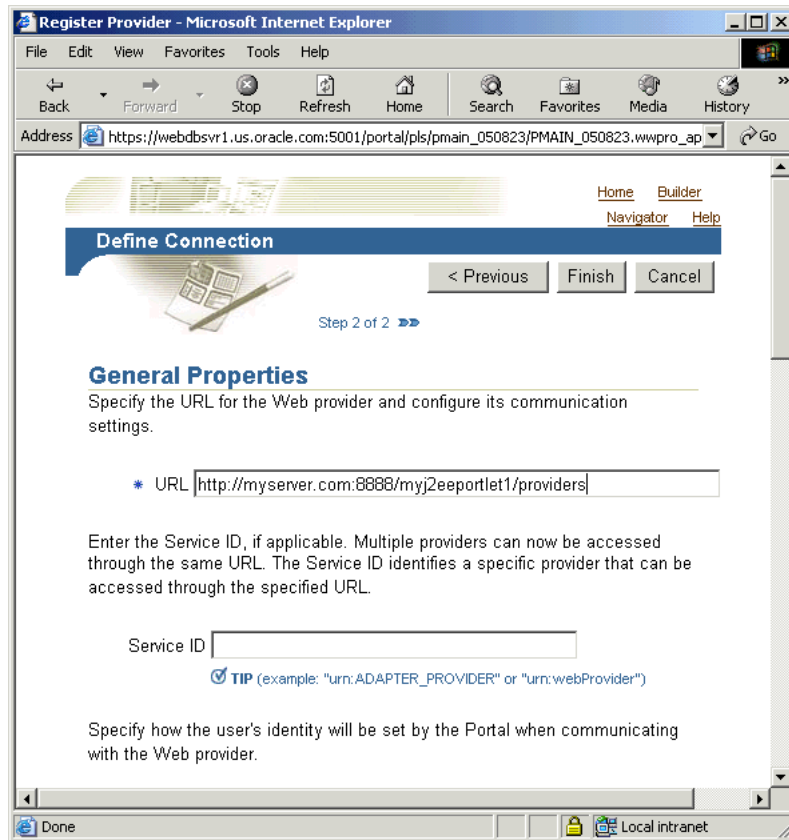 Register Provider - Microsoft Internet Explorer
File Edit View Favorites Tools Help
Back Forward Stop Refresh Home Search Favorites Media History »
Address https://webdbsvr1.us.oracle.com:5001/portal/pls/pmain_050823/PMAIN_050823.wwpro_ap Go
Home Builder
Navigator Help
Define Connection
< Previous Finish Cancel
Step 2 of 2
General Properties
Specify the URL for the Web provider and configure its communication
settings.
* URL http://myserver.com:8888/myj2eeportlet1/providers
Enter the Service ID, if applicable. Multiple providers can now be accessed
through the same URL. The Service ID identifies a specific provider that can be
accessed through the specified URL.
Service ID
TIP (example: "urn:ADAPTER_PROVIDER" or "urn:webProvider")
Specify how the user's identity will be set by the Portal when communicating
with the Web provider.
Done Local intranet